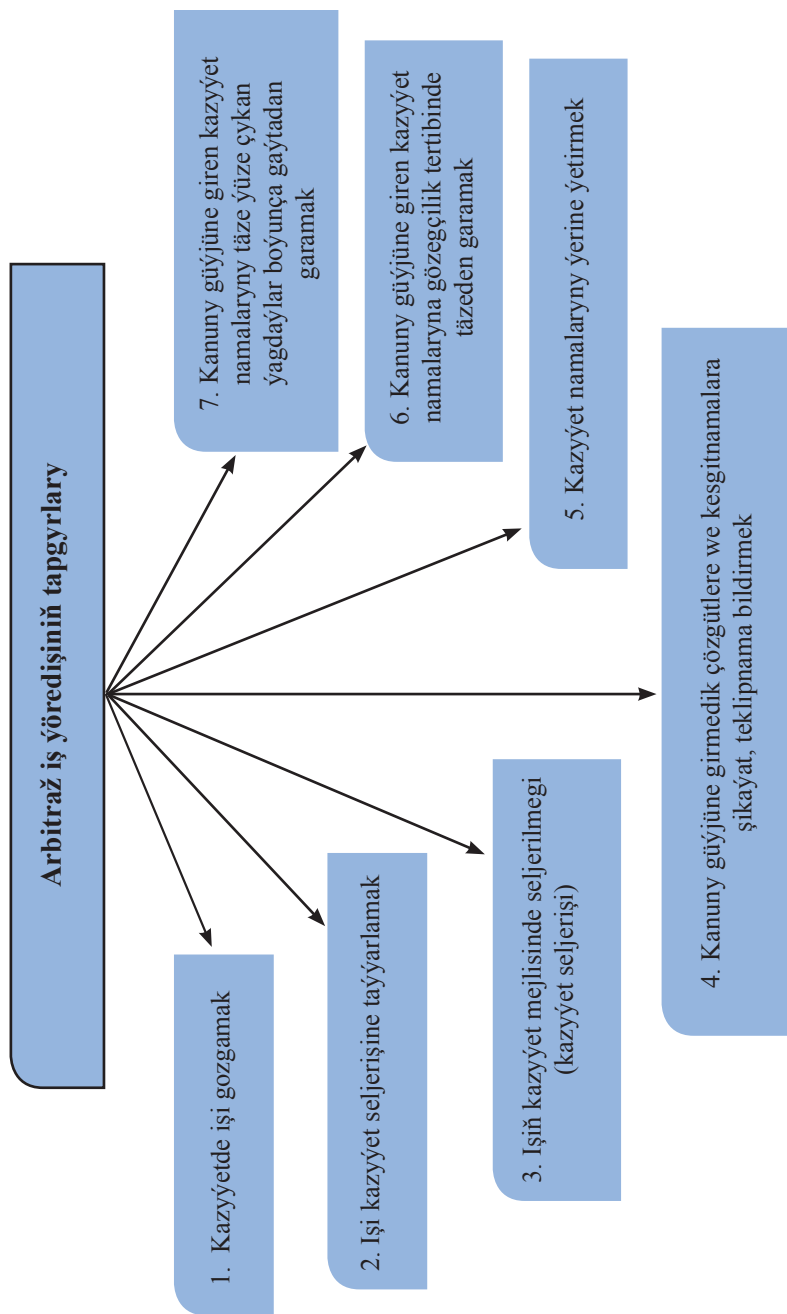 Arbitraž iş ýöredişiniň tapgyrlary
1. Kazyýetde işi gozgamak
2. Işi kazyýet seljerişine taýýarlamak
3. Işiň kazyýet mejlisinde seljerilmegi
(kazyýet seljerişi)
4. Kanuny güýjüne girmedik çözgütlere we kesgitnamalara
şikaýat, teklipnama bildirmek
5. Kazyýet namalaryny ýerine ýetirmek
6. Kanuny güýjüne giren kazyýet
namalaryna gözegçilik tertibinde
täzeden garamak
7. Kanuny güýjüne giren kazyýet
namalaryny täze ýüze çykan
ýagdaýlar boýunça gaýtadan
garamak